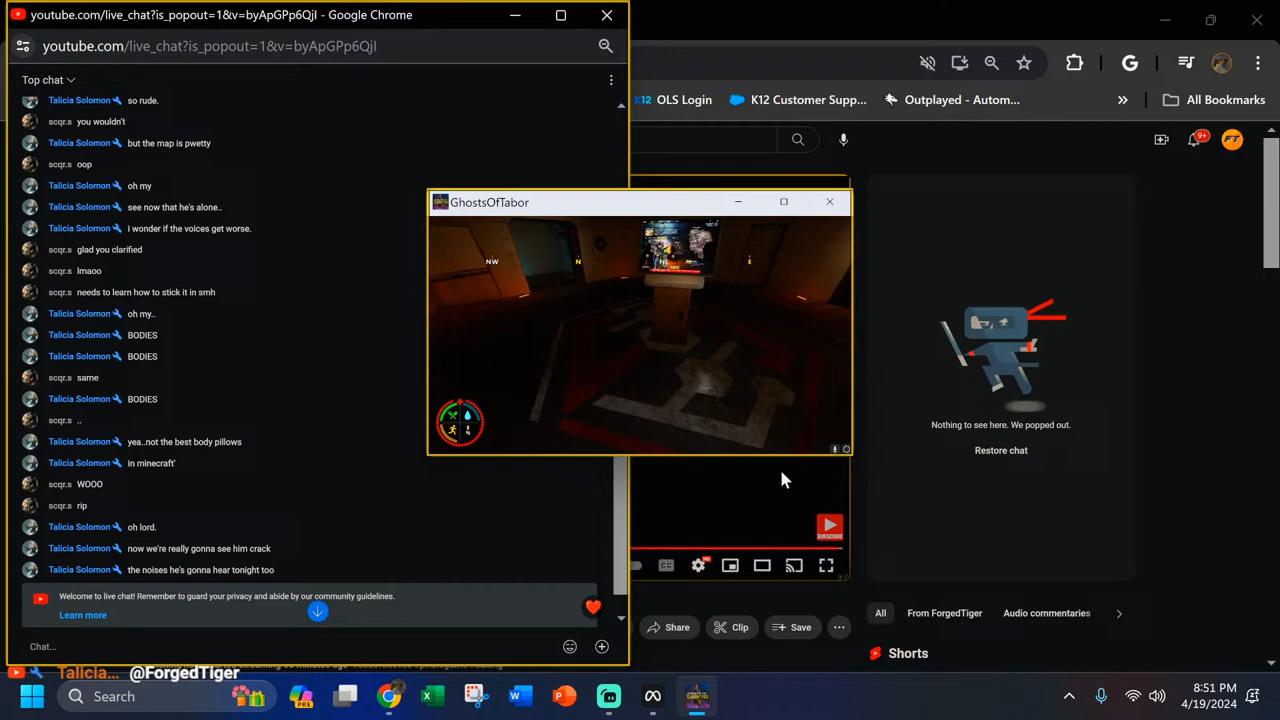 youtube.com/live_chat?is_popout=1&v=byApGPp6QjI - Google Chrome
youtube.com/live_chat?is_popout=1&v=byApGPp6QjI
Top chat
Talicia Solomon so rude.
scqr.s you wouldn't
Talicia Solomon but the map is pwetty
scqr.s oop
Talicia Solomon oh my
Talicia Solomon see now that he's alone..
Talicia Solomon i wonder if the voices get worse.
scqr.s glad you clarified
scqr.s lmaoo
scqr.s needs to learn how to stick it in smh
Talicia Solomon oh my..
Talicia Solomon BODIES
Talicia Solomon BODIES
scqr.s same
Talicia Solomon BODIES
scqr.s ..
Talicia Solomon yea..not the best body pillows
Talicia Solomon in minecraft'
scqr.s WOOO
scqr.s rip
Talicia Solomon oh lord.
Talicia Solomon now we're really gonna see him crack
Talicia Solomon the noises he's gonna hear tonight too
Welcome to live chat! Remember to guard your privacy and abide by our community guidelines.
Learn more
Chat...
Talicia... @ForgedTiger
GhostsOfTabor
NW N NE E
K12 OLS Login K12 Customer Supp... Outplayed - Autom... » All Bookmarks
9+ FT
Nothing to see here. We popped out.
Restore chat
SUBSCRIBE
CC HD
Share Clip Save
All From ForgedTiger Audio commentaries
Shorts
Search
PRE
8:51 PM
4/19/2024